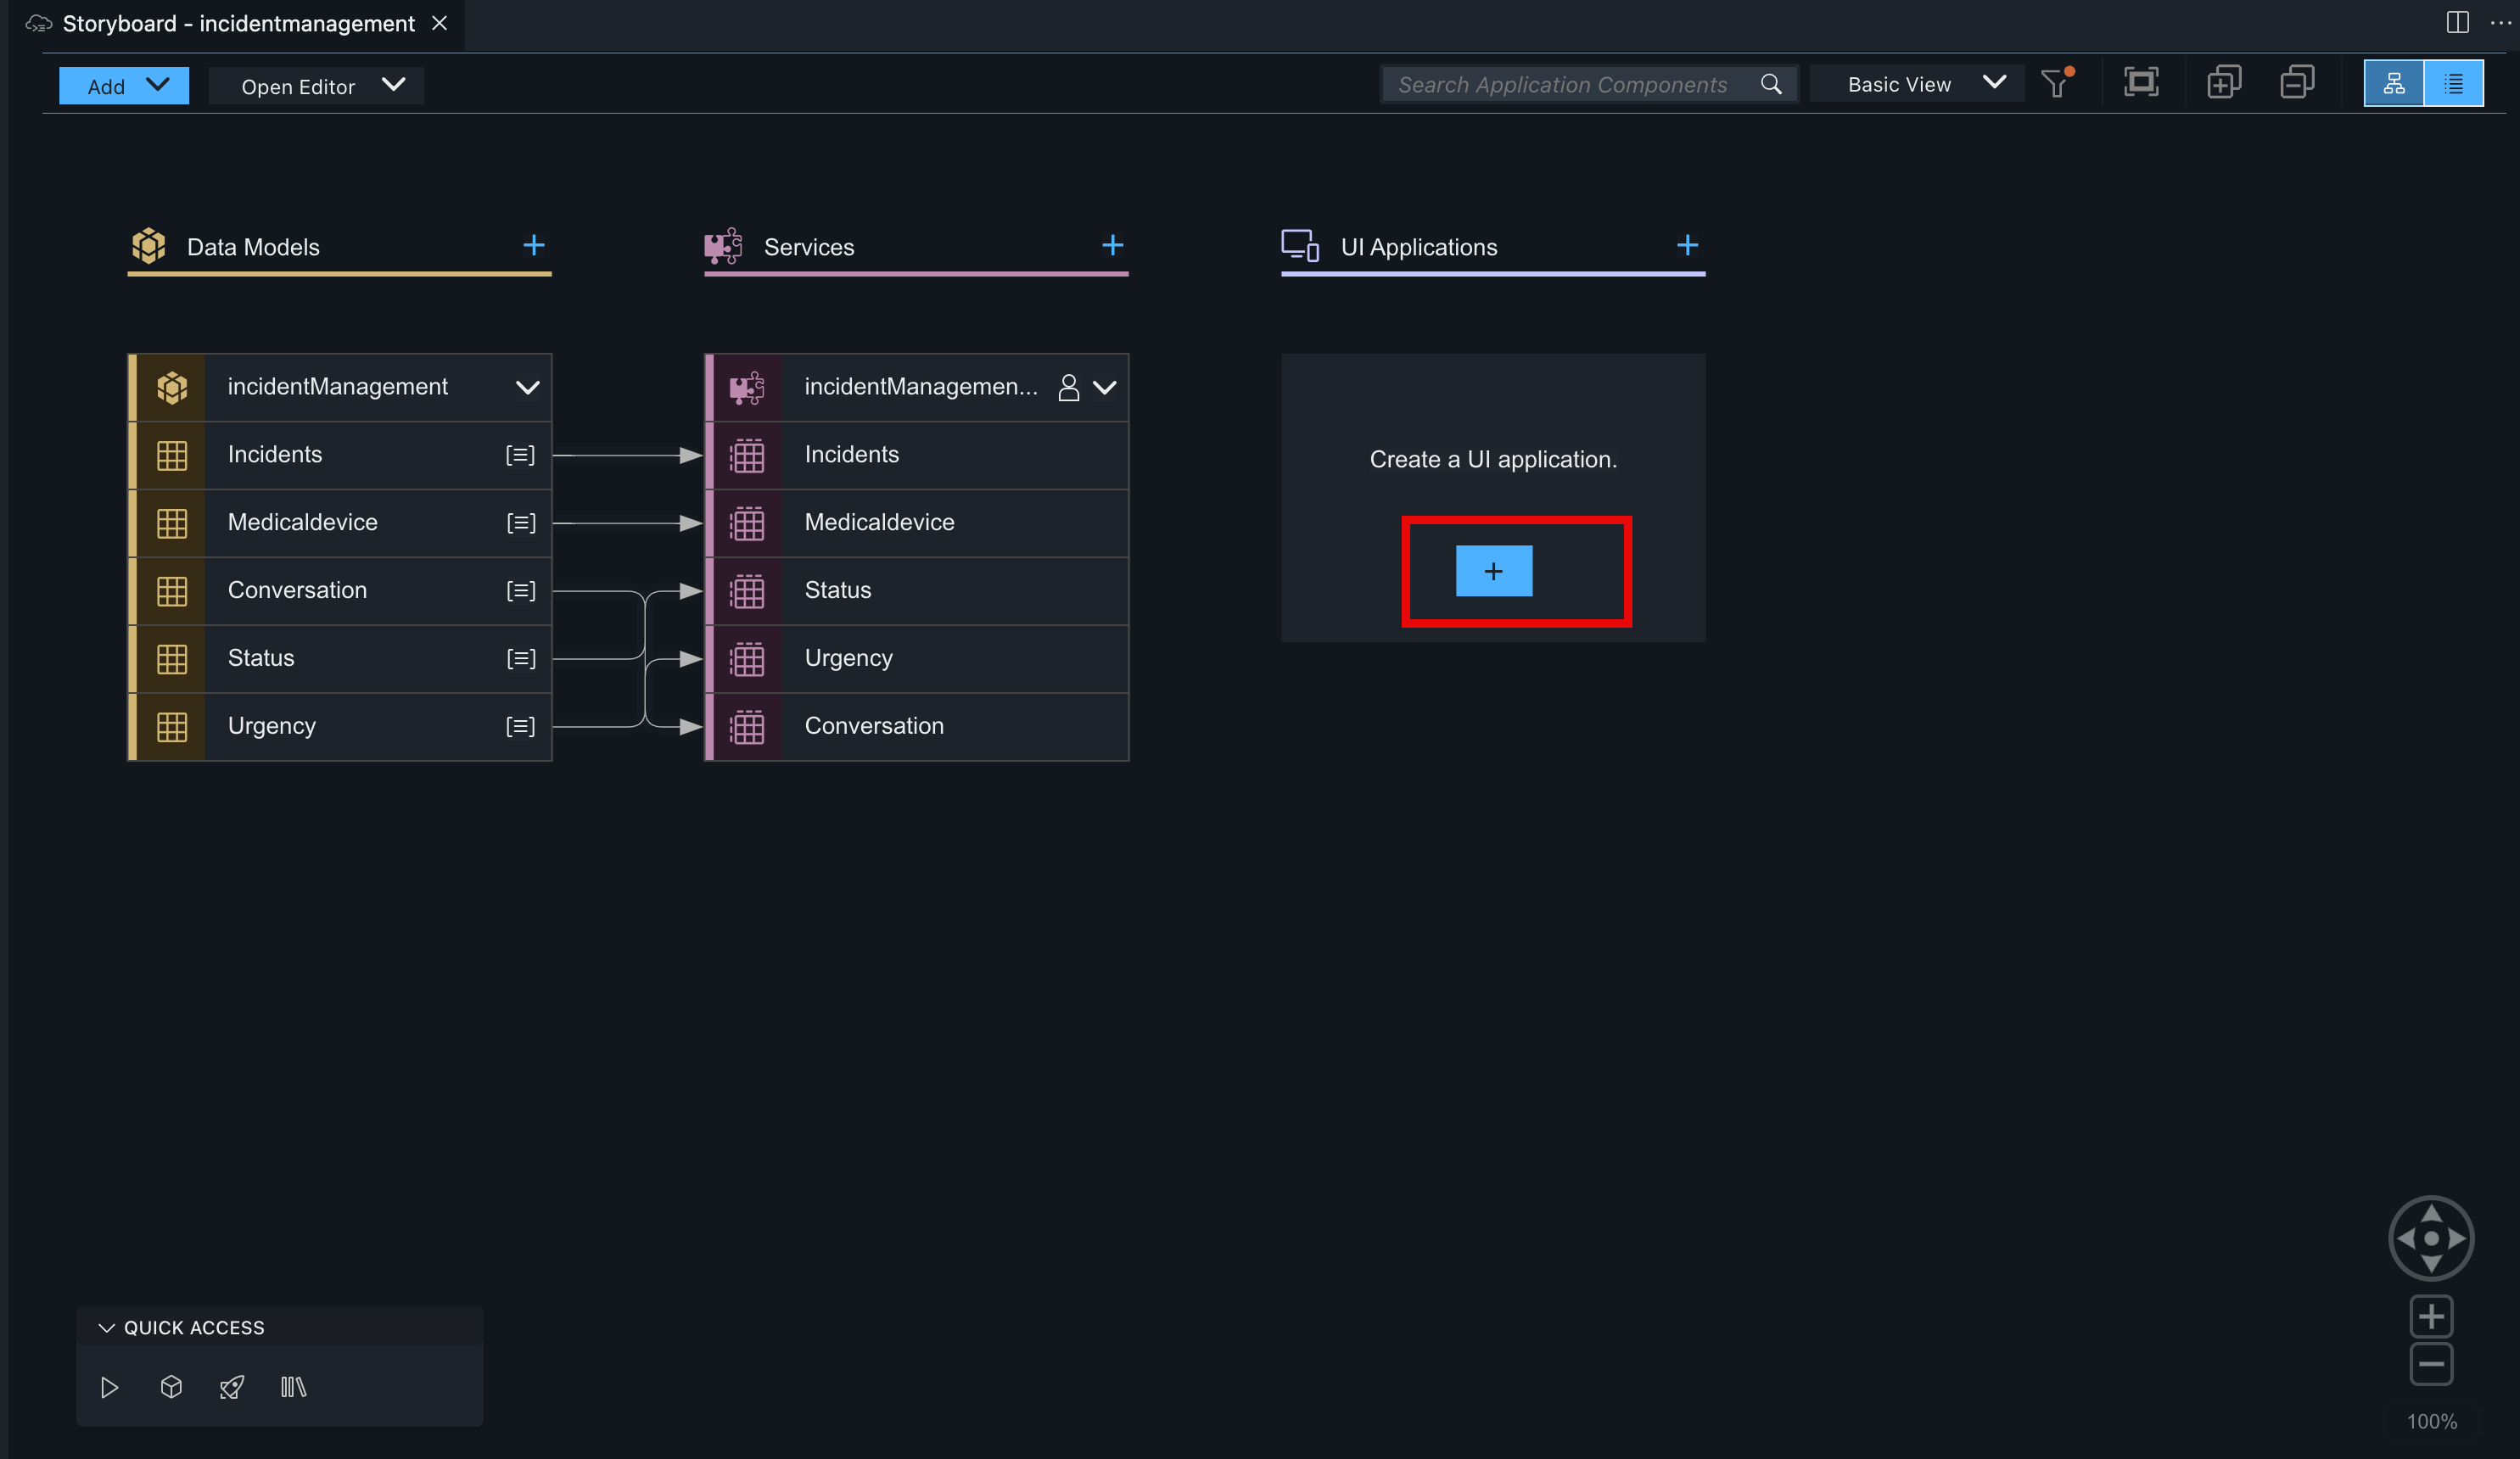 Storyboard - incidentmanagement
Add
Open Editor
Search Application Components
Basic View
Data Models
Services
UI Applications
incidentManagement
Incidents
Medicaldevice
Conversation
Status
Urgency
incidentManagemen...
Incidents
Medicaldevice
Status
Urgency
Conversation
Create a UI application.
+
QUICK ACCESS
100%